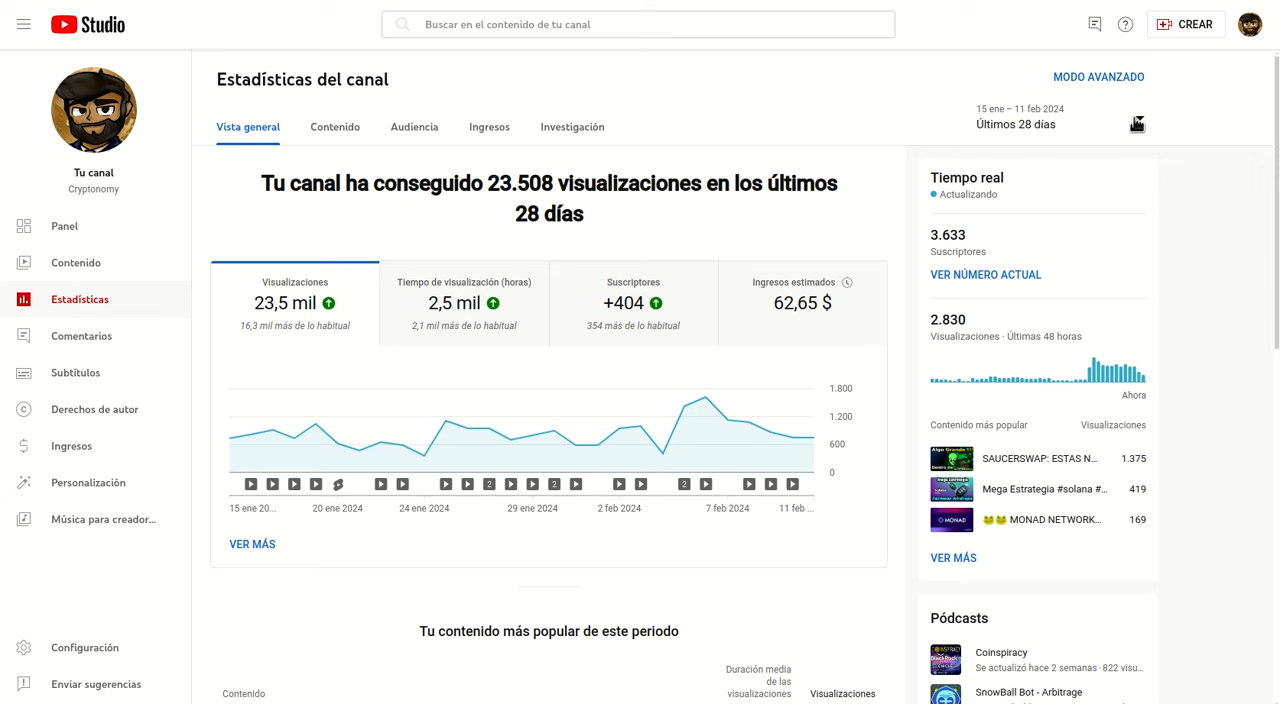 Studio
Buscar en el contenido de tu canal
CREAR
Tu canal
Cryptonomy
Panel
Contenido
Estadísticas
Comentarios
Subtítulos
Derechos de autor
Ingresos
Personalización
Música para creador...
Configuración
Enviar sugerencias
Estadísticas del canal
MODO AVANZADO
Vista general
Contenido
Audiencia
Ingresos
Investigación
15 ene – 11 feb 2024
Últimos 28 días
Tu canal ha conseguido 23.508 visualizaciones en los últimos
28 días
Visualizaciones
23,5 mil
16,3 mil más de lo habitual
Tiempo de visualización (horas)
2,5 mil
2,1 mil más de lo habitual
Suscriptores
+404
354 más de lo habitual
Ingresos estimados
62,65 $
1.800
1.200
600
0
2
2
2
15 ene 20...
20 ene 2024
24 ene 2024
29 ene 2024
2 feb 2024
7 feb 2024
11 feb ...
VER MÁS
Tu contenido más popular de este periodo
Contenido
Duración media
de las
visualizaciones
Visualizaciones
Tiempo real
Actualizando
3.633
Suscriptores
VER NÚMERO ACTUAL
2.830
Visualizaciones · Últimas 48 horas
Ahora
Contenido más popular
Visualizaciones
Algo Grande !!!
SAUCERSWAP: ESTAS N...
1.375
Mega Estrategia
Mega Estrategia #solana #...
419
MONAD
🐸🐸 MONAD NETWORK...
169
VER MÁS
Pódcasts
Coinspiracy
Se actualizó hace 2 semanas · 822 visu...
SnowBall Bot - Arbitrage